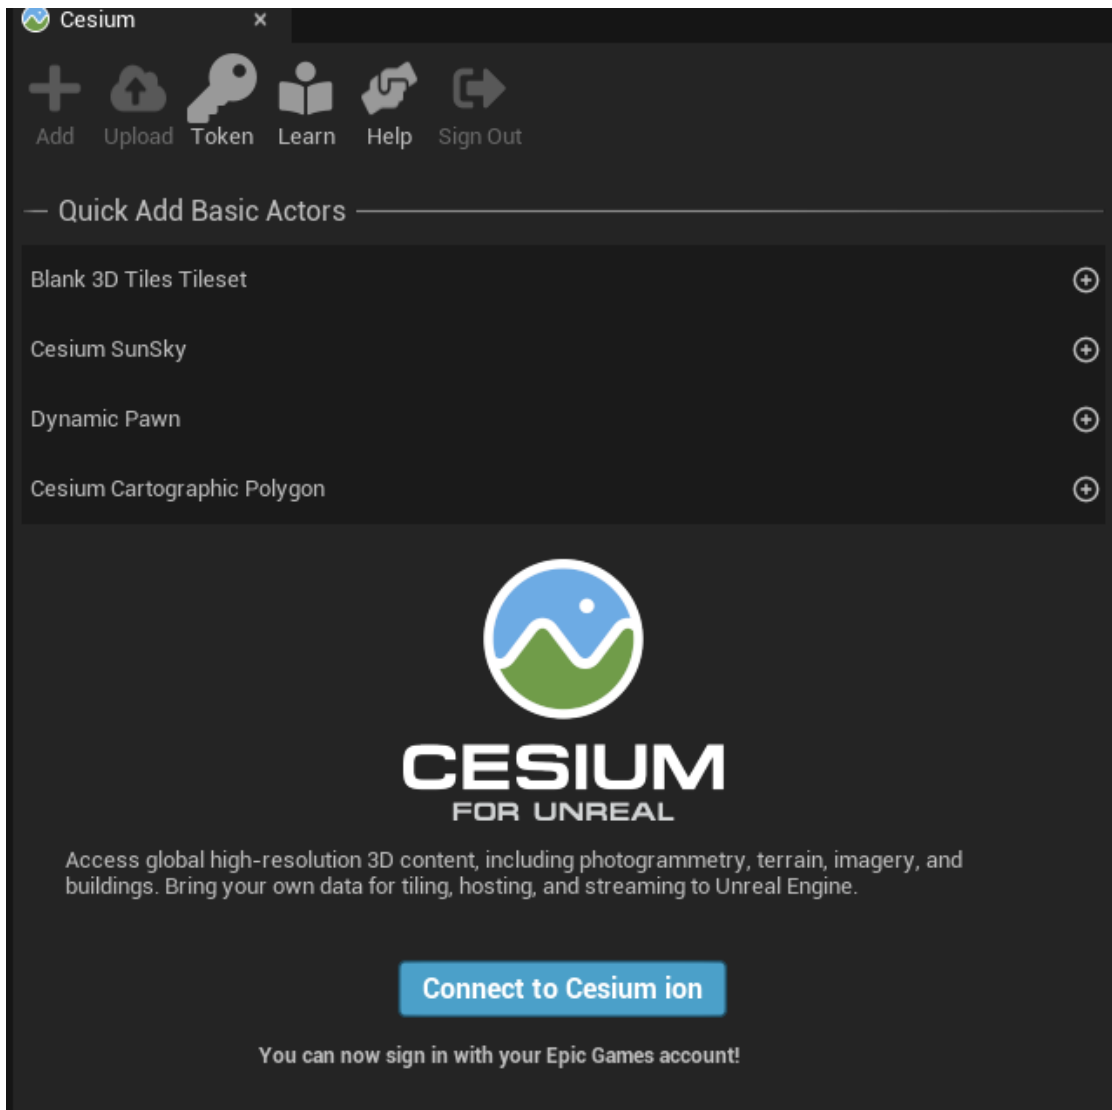 Cesium
Add Upload Token Learn Help Sign Out
Quick Add Basic Actors
Blank 3D Tiles Tileset
Cesium SunSky
Dynamic Pawn
Cesium Cartographic Polygon
CESIUM
FOR UNREAL
Access global high-resolution 3D content, including photogrammetry, terrain, imagery, and
buildings. Bring your own data for tiling, hosting, and streaming to Unreal Engine.
Connect to Cesium ion
You can now sign in with your Epic Games account!